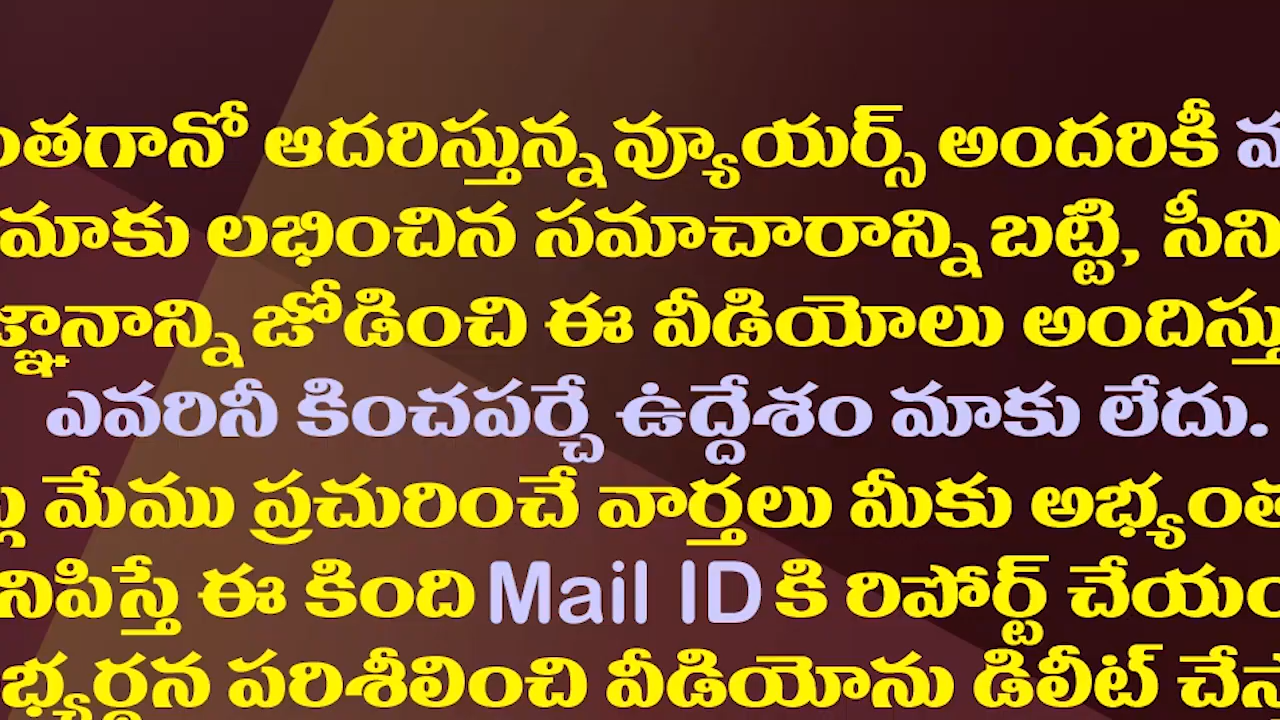 ఆదరిస్తున్న వ్యూయర్స్ అందరికీ
మాకు లభించిన సమాచారాన్ని బట్టి,
జోడించి ఈ వీడియోలు
ఎవరినీ కించపర్చే ఉద్దేశం మాకు లేదు.
మేము ప్రచురించే వార్తలు మీకు
ఈ కింది Mail ID కి రిపోర్ట్
పరిశీలించి వీడియోను డిలీట్